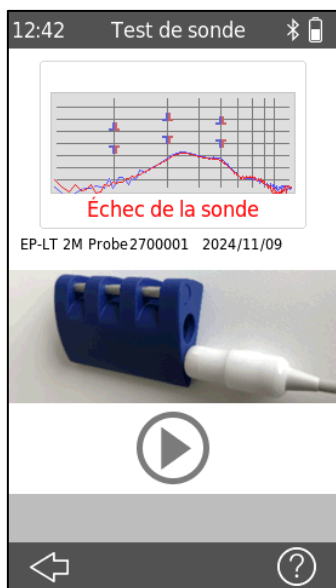 12:42 Test de sonde
Échec de la sonde
EP-LT 2M Probe2700001 2024/11/09
?